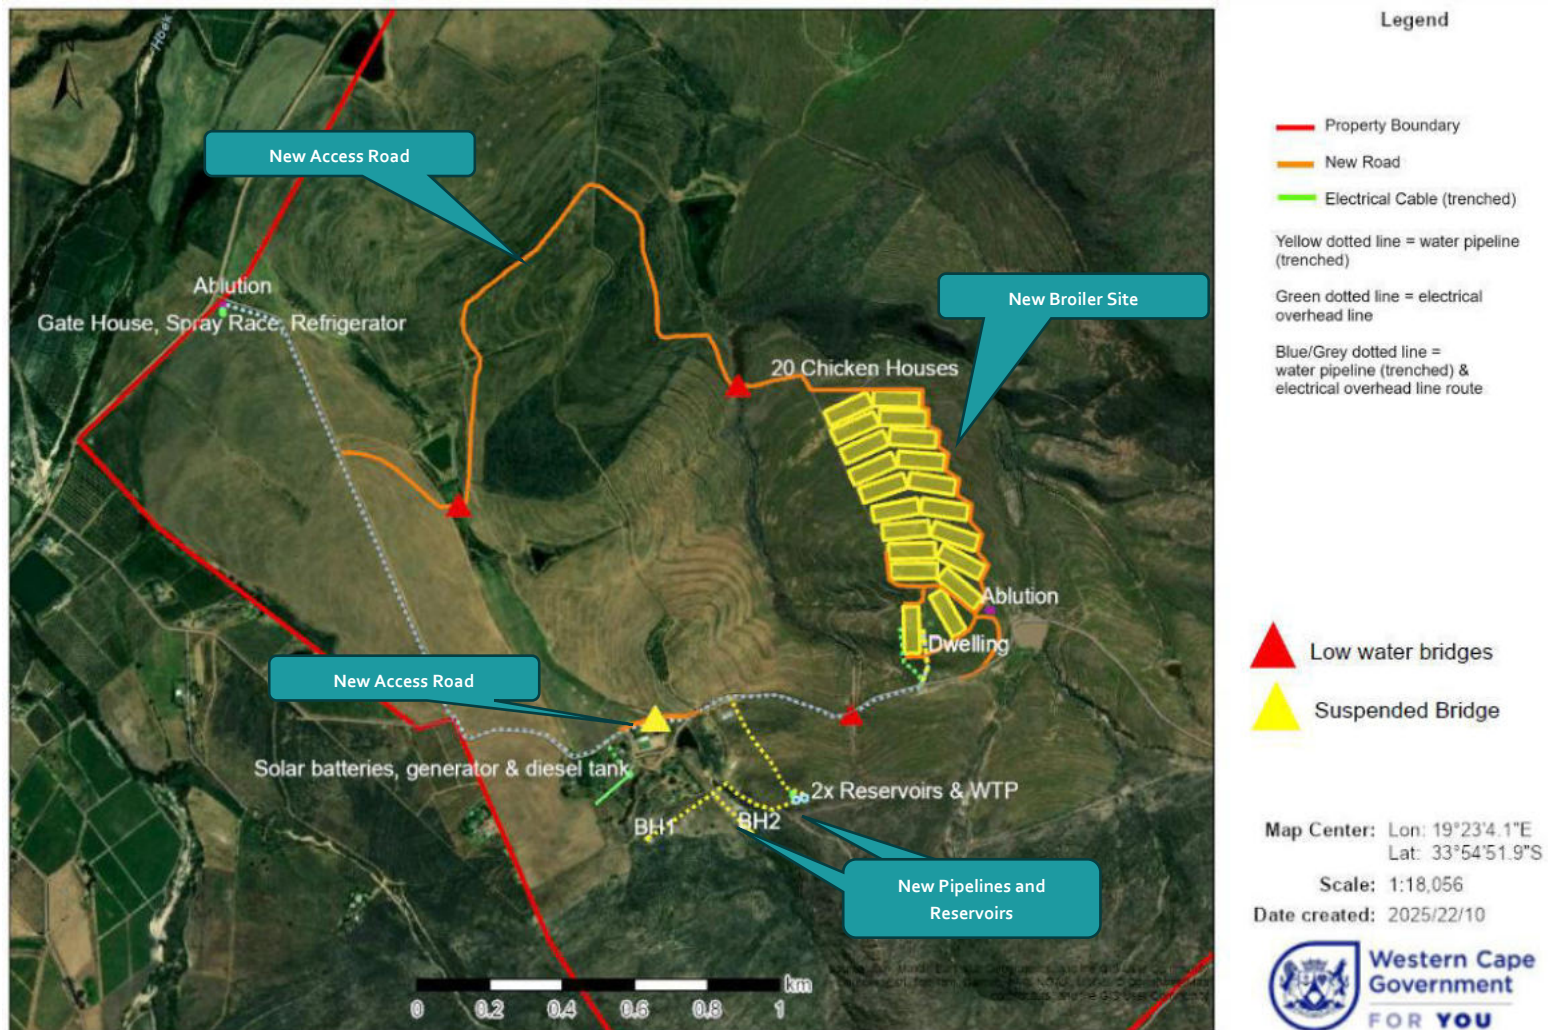 Hoek
N
New Access Road
Ablution
Gate House, Spray Race, Refrigerator
New Broiler Site
20 Chicken Houses
Ablution
Dwelling
New Access Road
Solar batteries, generator & diesel tank
2x Reservoirs & WTP
BH1
BH2
New Pipelines and
Reservoirs
km
0 0.2 0.4 0.6 0.8 1
Legend
Property Boundary
New Road
Electrical Cable (trenched)
Yellow dotted line = water pipeline
(trenched)
Green dotted line = electrical
overhead line
Blue/Grey dotted line =
water pipeline (trenched) &
electrical overhead line route
Low water bridges
Suspended Bridge
Map Center: Lon: 19°23'4.1"E
Lat: 33°54'51.9"S
Scale: 1:18,056
Date created: 2025/22/10
Western Cape
Government
FOR YOU